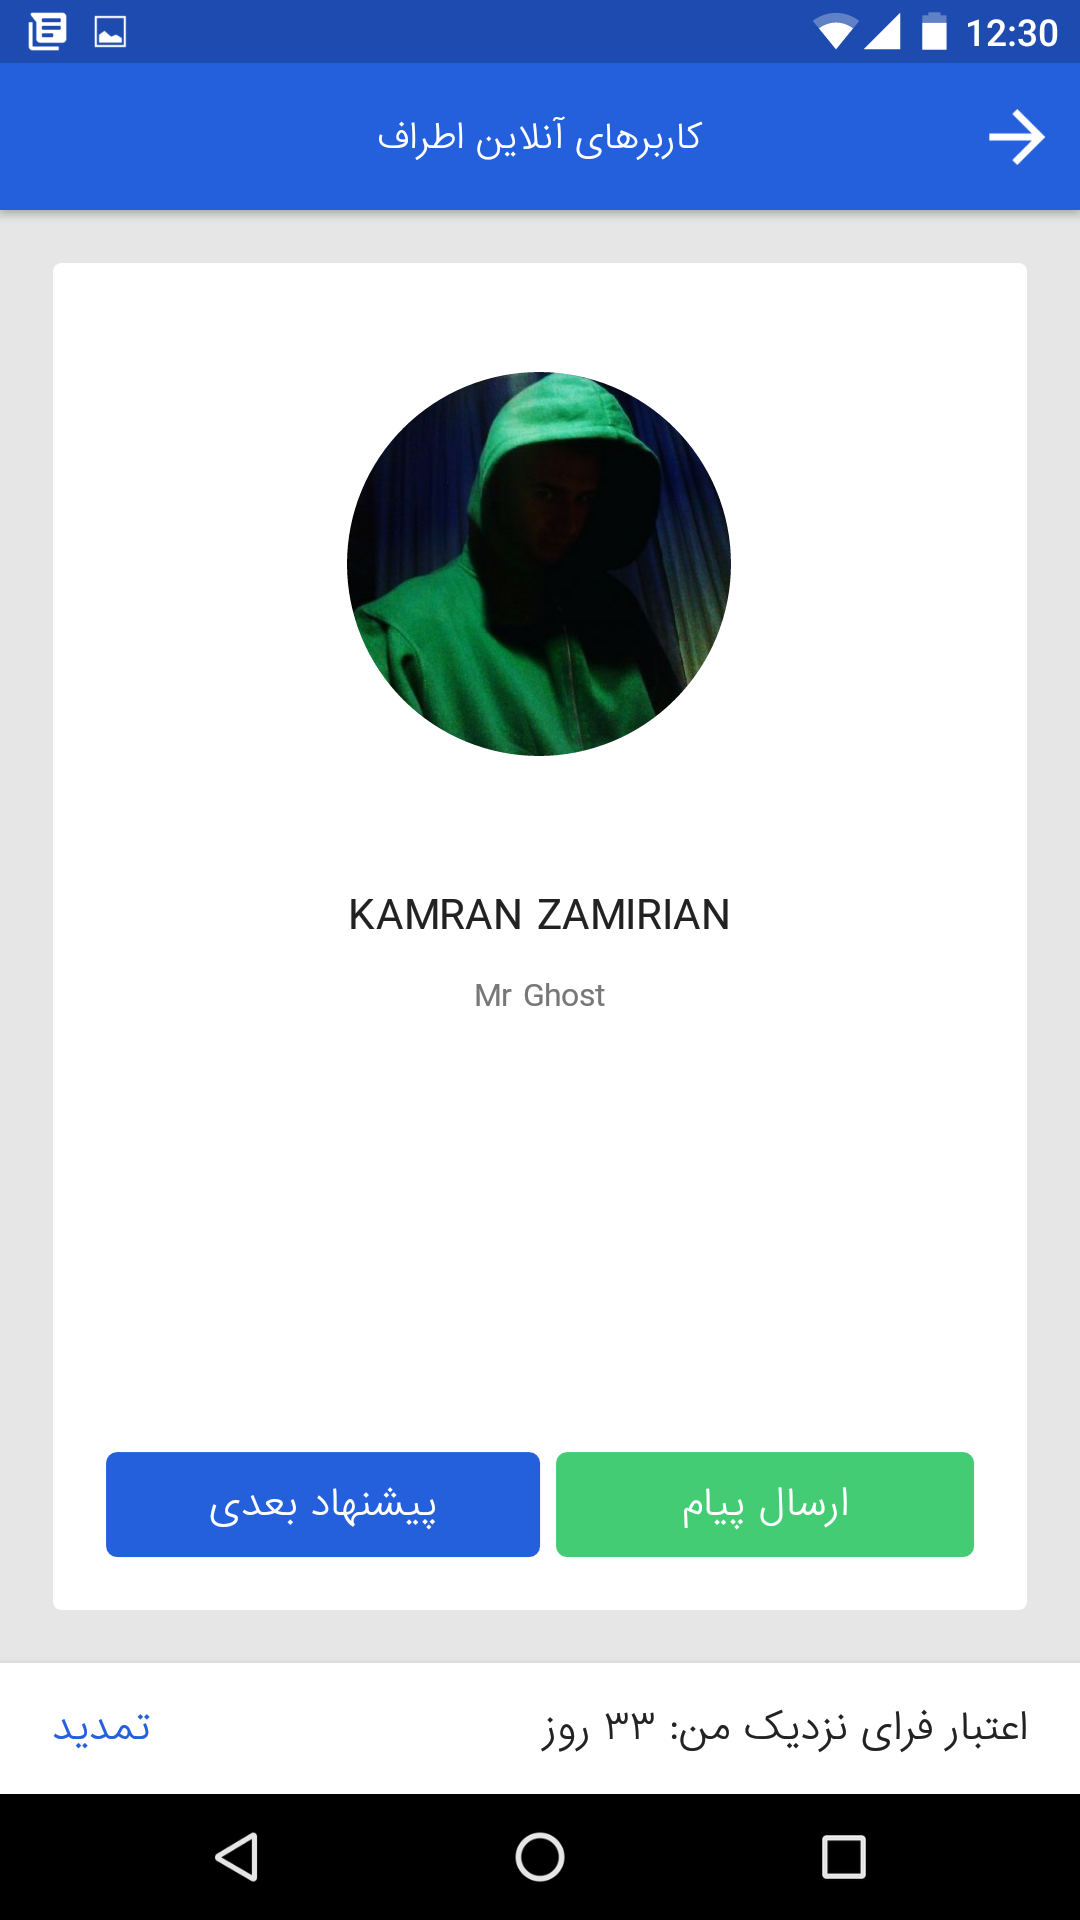 12:30
کاربرهای آنلاین اطراف
KAMRAN ZAMIRIAN
Mr Ghost
ارسال پیام
پیشنهاد بعدی
اعتبار فرای نزدیک من: ۳۳ روز
تمدید